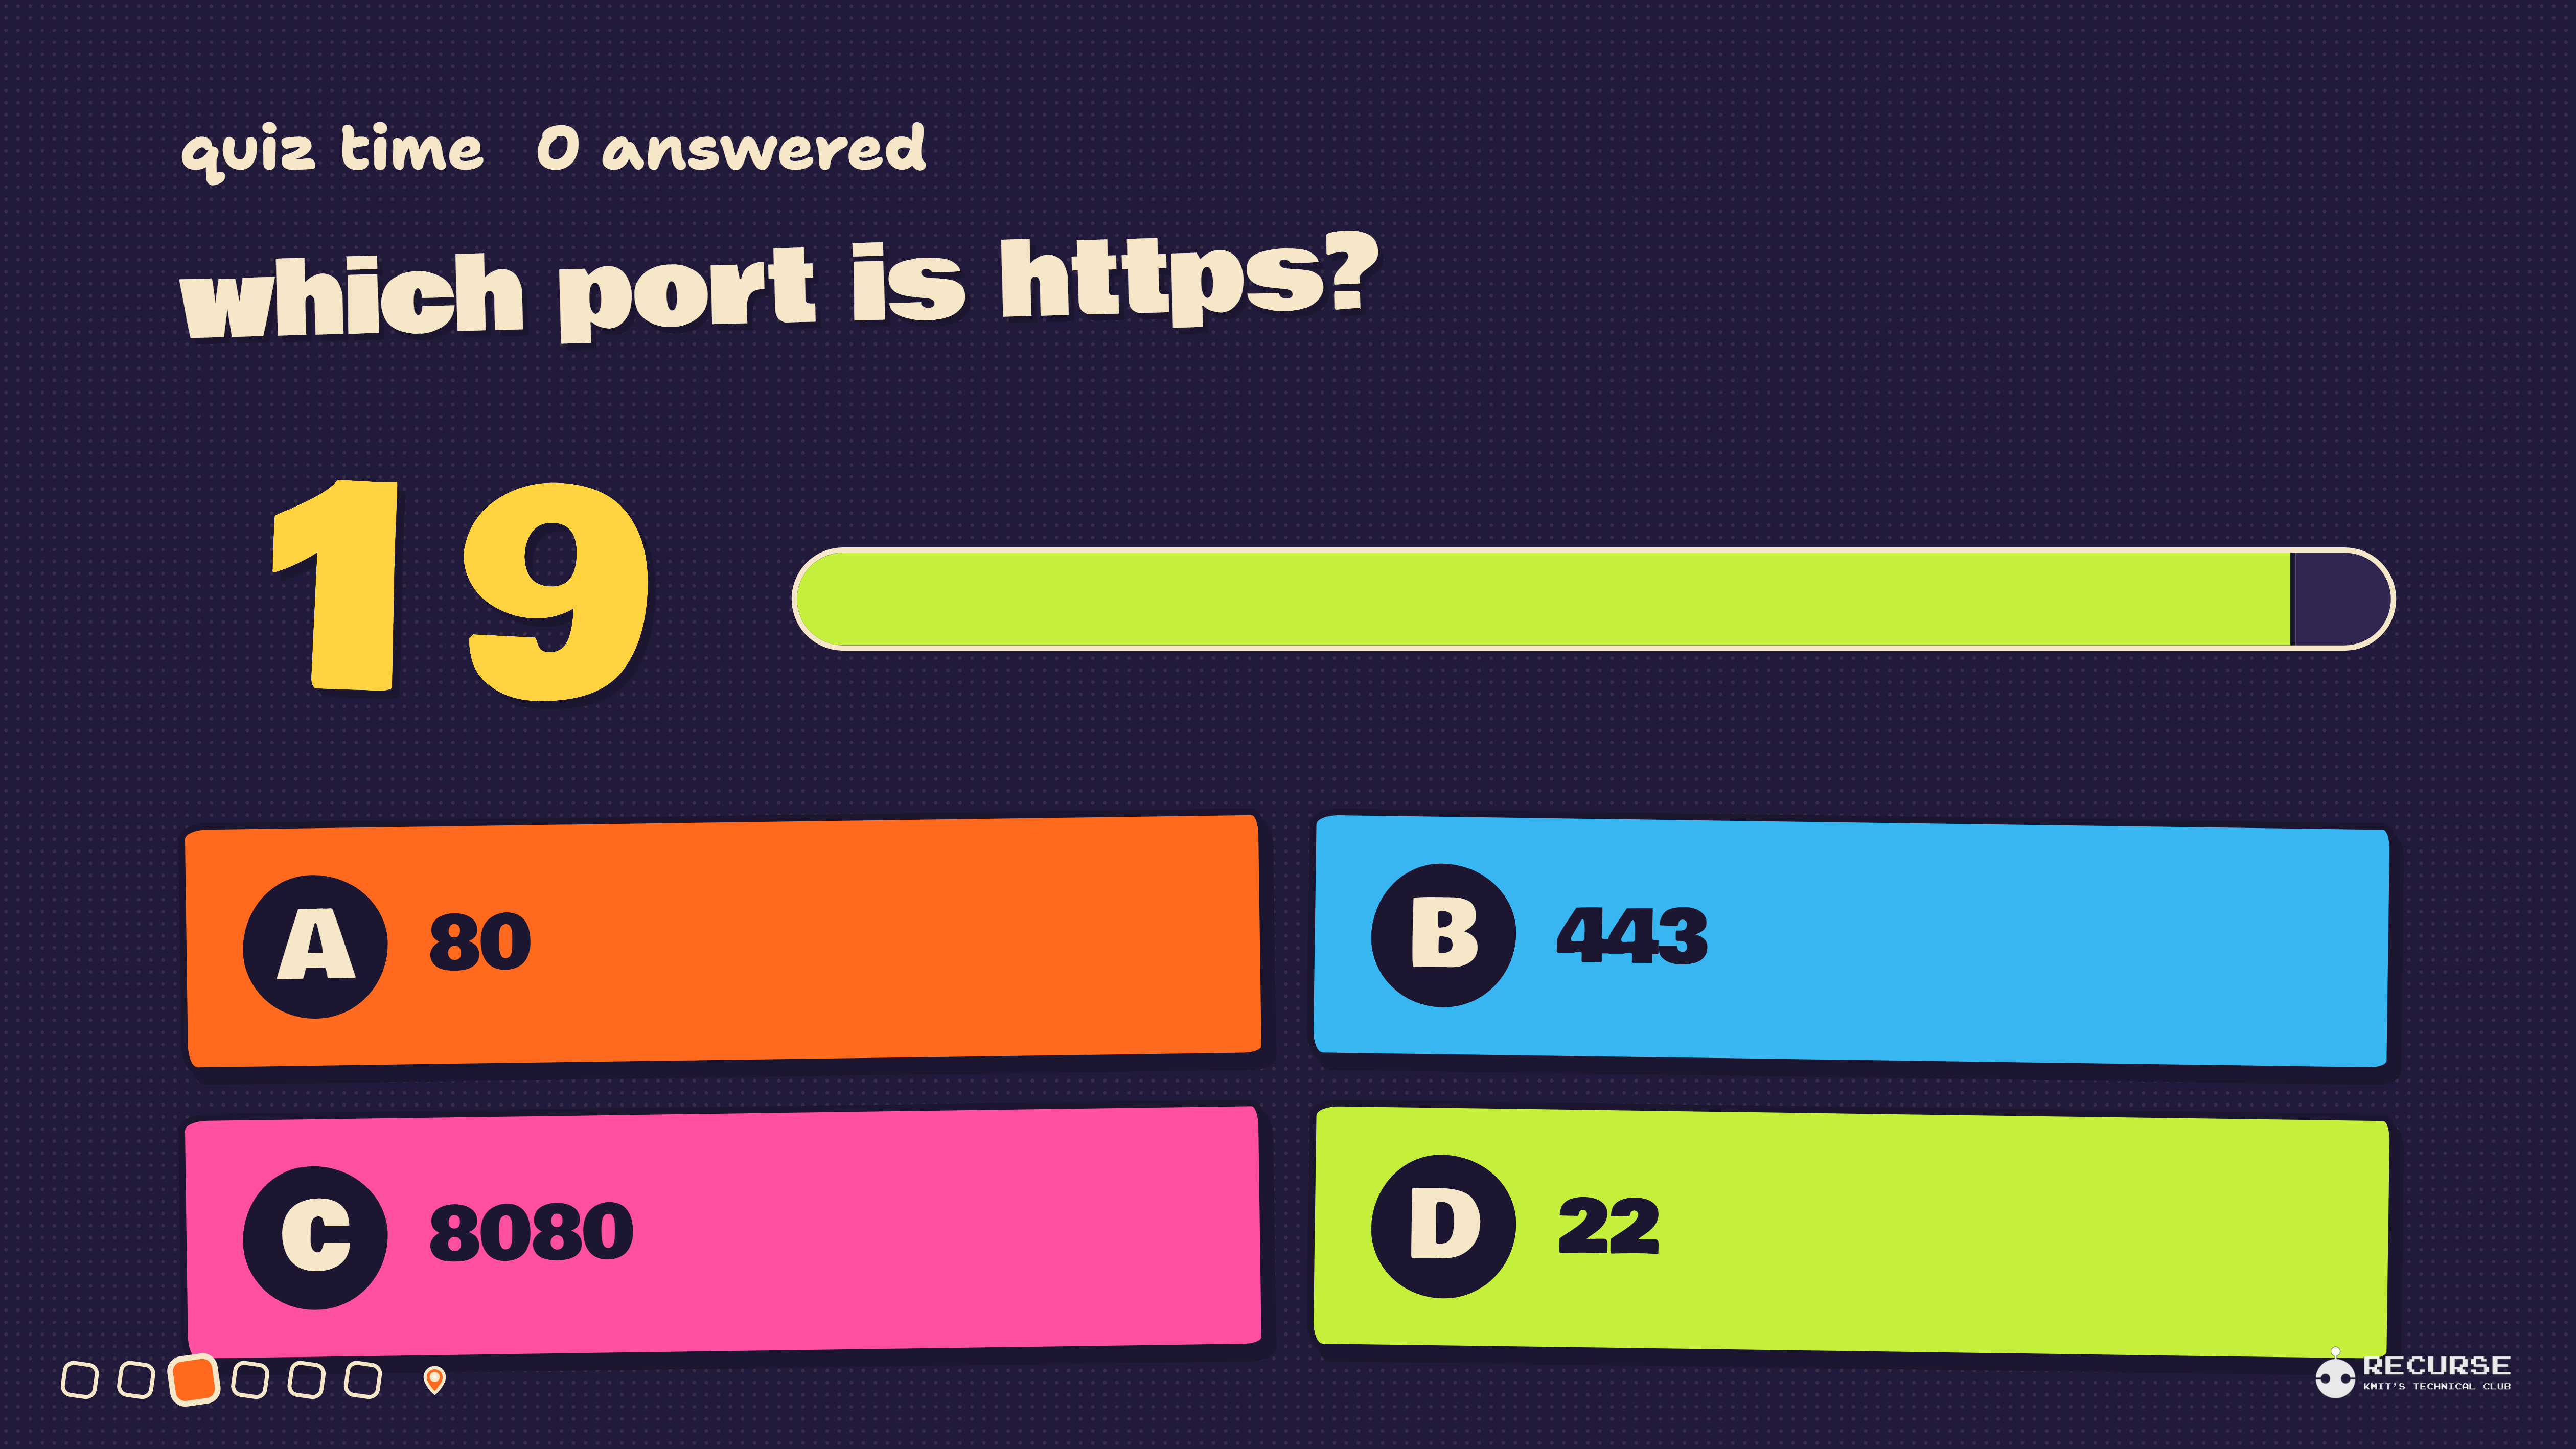 quiz time 0 answered
which port is https?
19
A 80
B 443
C 8080
D 22
RECURSE
KMIT'S TECHNICAL CLUB